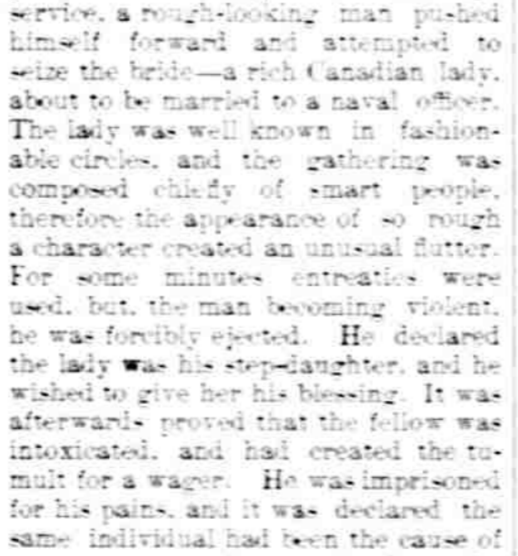 service, a rough-looking man pushed
himself forward and attempted to
seize the bride—a rich Canadian lady,
about to be married to a naval officer.
The lady was well known in fashion-
able circles, and the gathering was
composed chiefly of smart people,
therefore the appearance of so rough
a character created an unusual flutter.
For some minutes entreaties were
used, but, the man becoming violent,
he was forcibly ejected. He declared
the lady was his step-daughter, and he
wished to give her his blessing. It was
afterwards proved that the fellow was
intoxicated, and had created the tu-
mult for a wager. He was imprisoned
for his pains, and it was declared the
same individual had been the cause of